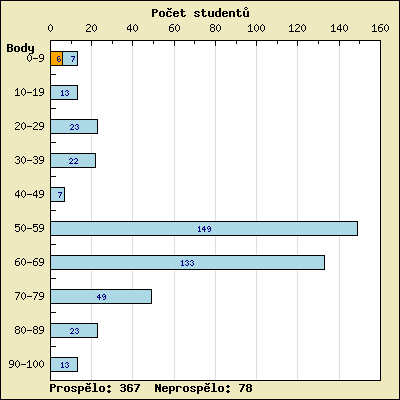 Počet studentů
0 20 40 60 80 100 120 140 160
Body
0-9 6 7
10-19 13
20-29 23
30-39 22
40-49 7
50-59 149
60-69 133
70-79 49
80-89 23
90-100 13
Prospělo: 367 Neprospělo: 78